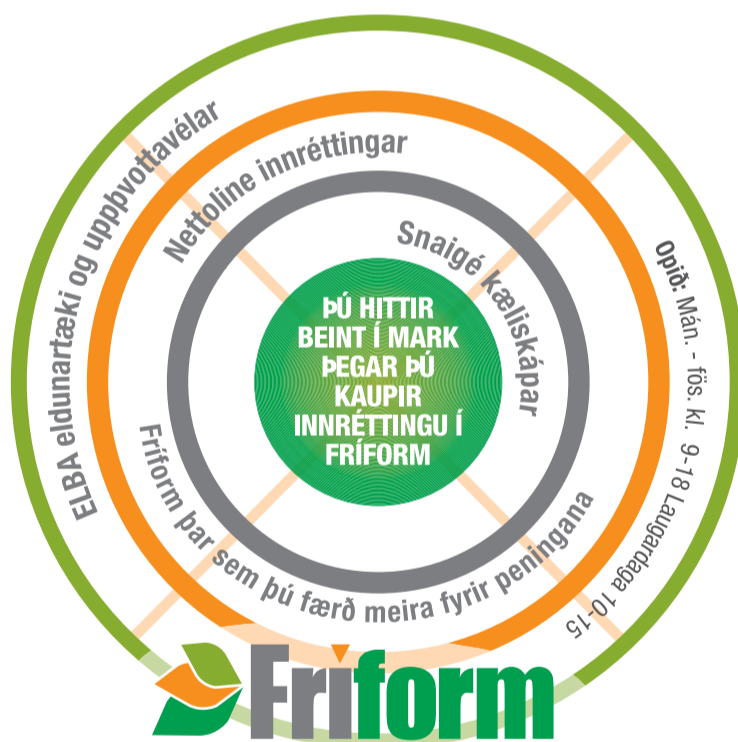 ELBA eldunartæki og uppþvottavélar
Nettoline innréttingar
Snaigé kæliskápar
ÞÚ HITTIR
BEINT Í MARK
ÞEGAR ÞÚ
KAUPIR
INNRÉTTINGU Í
FRÍFORM
Opið: Mán. - fös. kl. 9-18 Laugardaga 10-15
Fríform þar sem þú færð meira fyrir peningana
Fríform